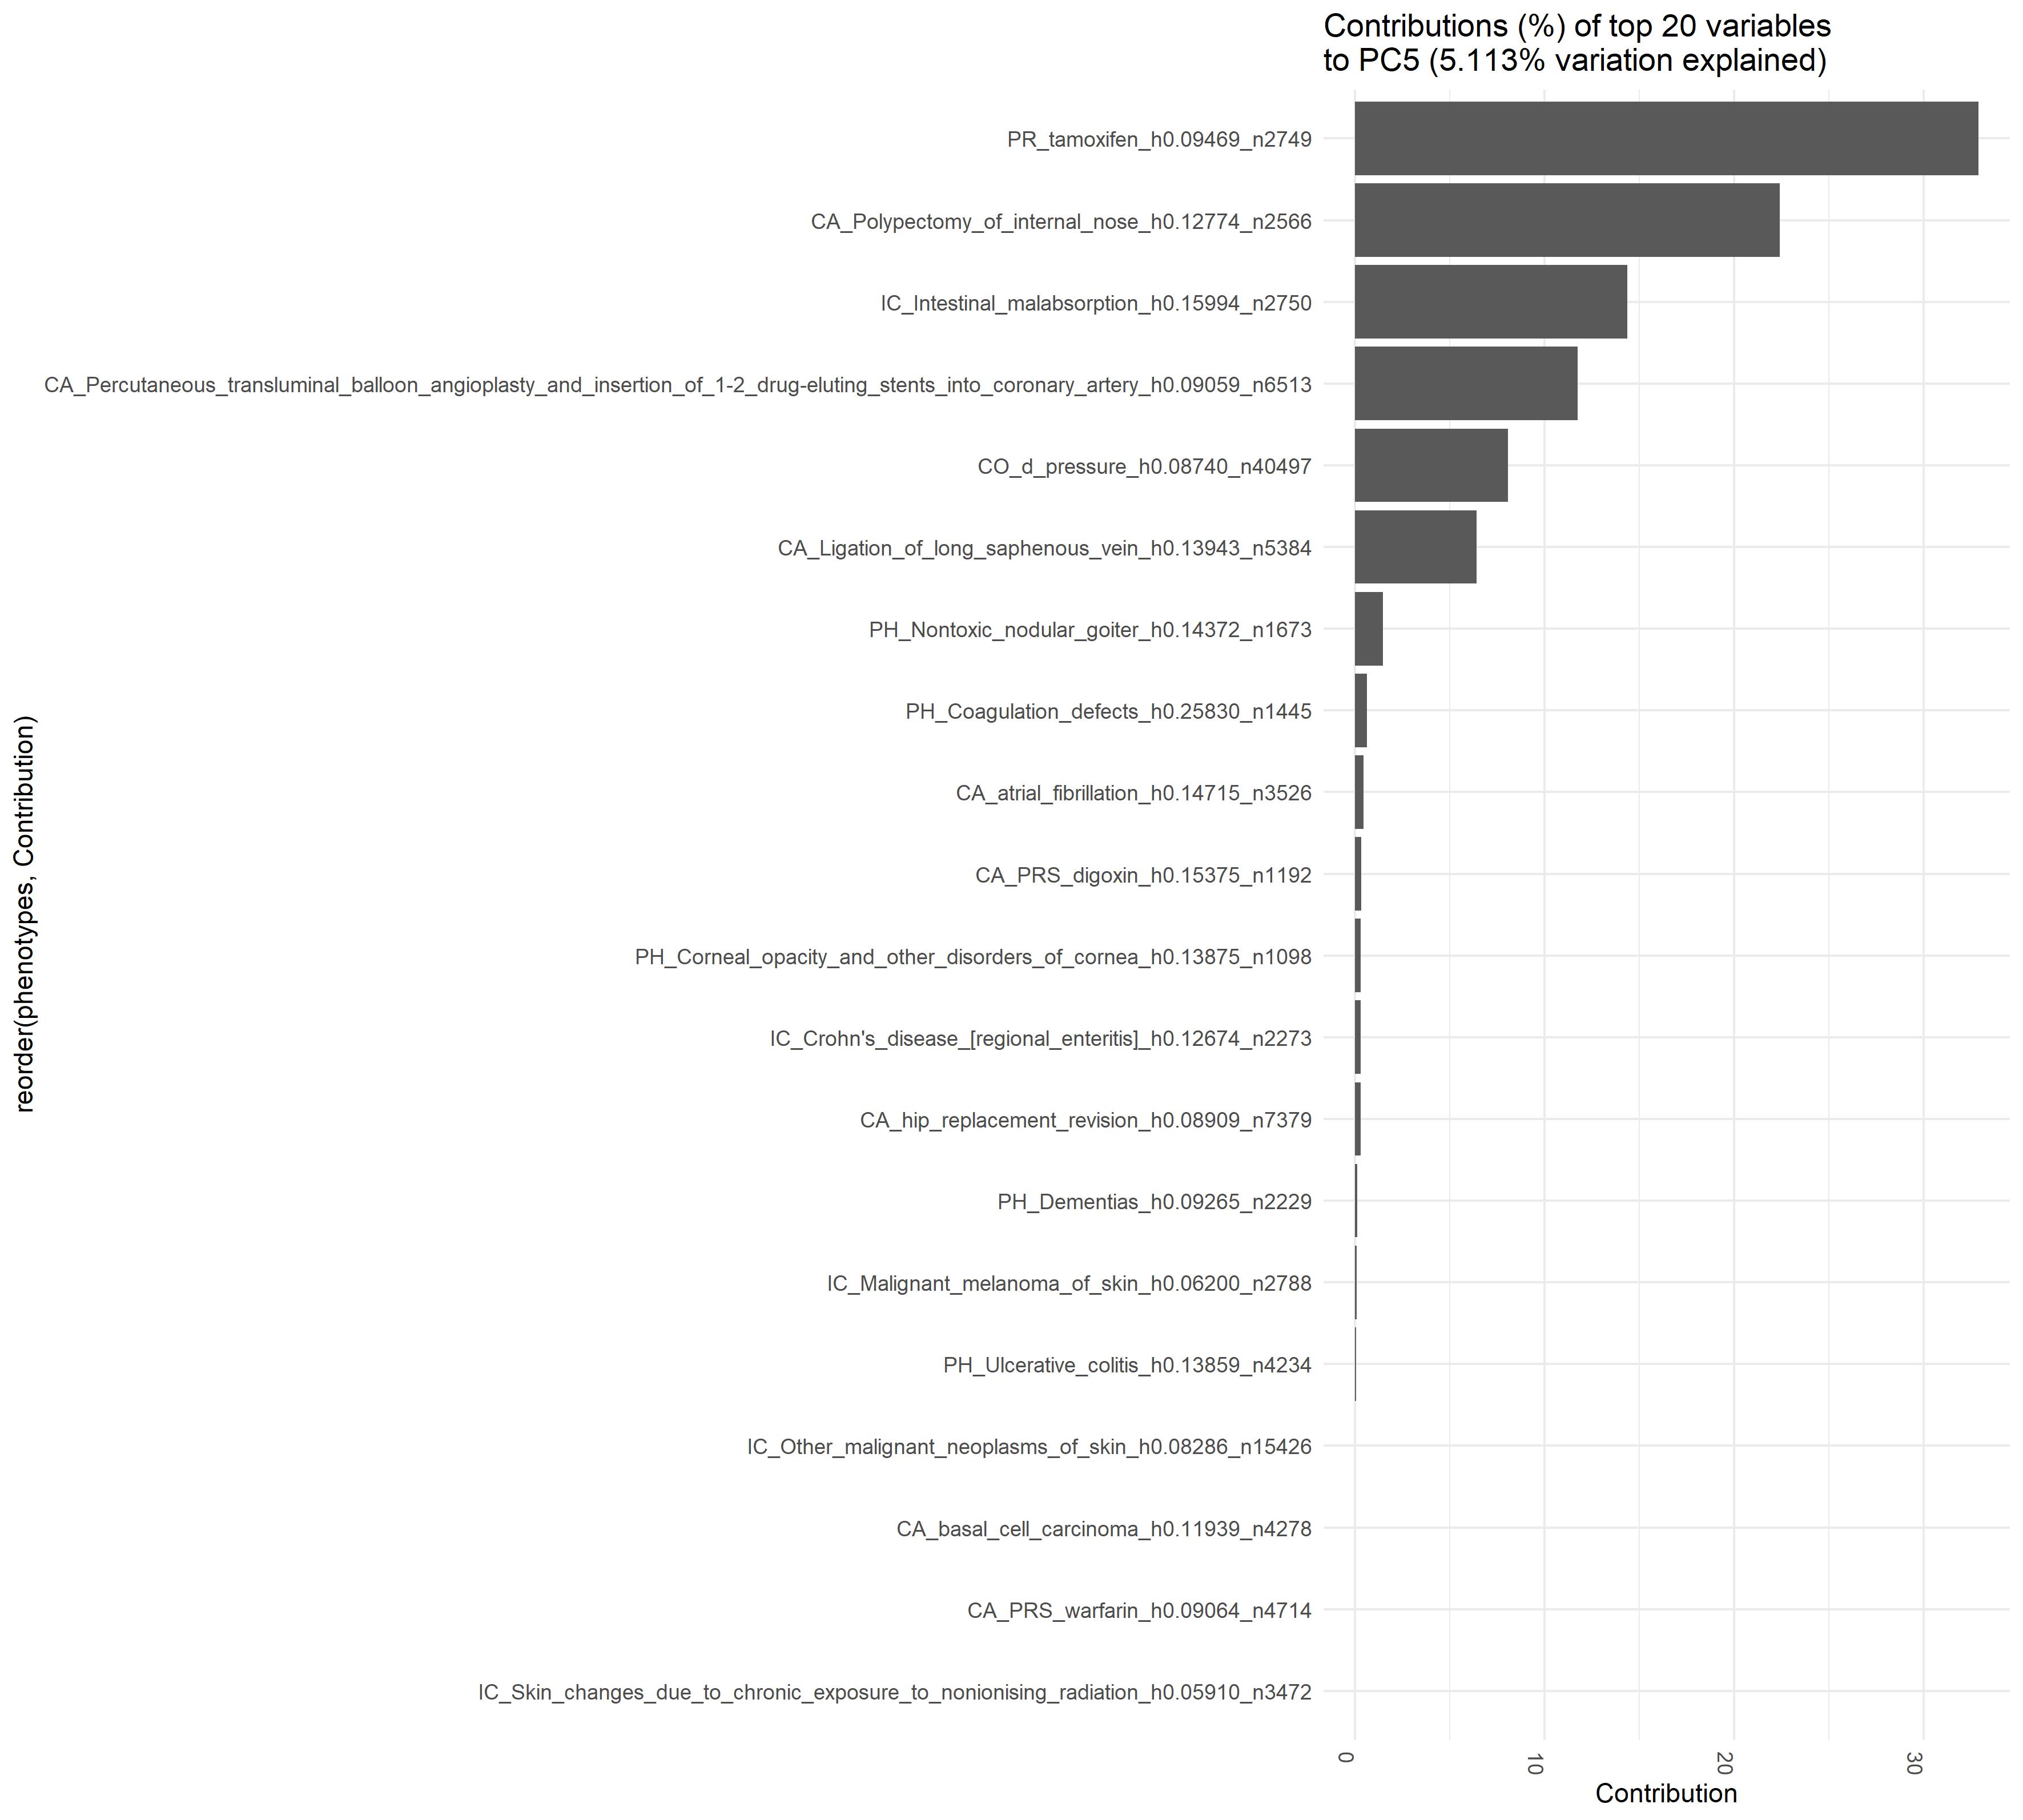 Contributions (%) of top 20 variables
to PC5 (5.113% variation explained)
PR_tamoxifen_h0.09469_n2749
CA_Polypectomy_of_internal_nose_h0.12774_n2566
IC_Intestinal_malabsorption_h0.15994_n2750
CA_Percutaneous_transluminal_balloon_angioplasty_and_insertion_of_1-2_drug-eluting_stents_into_coronary_artery_h0.09059_n6513
CO_d_pressure_h0.08740_n40497
CA_Ligation_of_long_saphenous_vein_h0.13943_n5384
PH_Nontoxic_nodular_goiter_h0.14372_n1673
PH_Coagulation_defects_h0.25830_n1445
CA_atrial_fibrillation_h0.14715_n3526
CA_PRS_digoxin_h0.15375_n1192
PH_Corneal_opacity_and_other_disorders_of_cornea_h0.13875_n1098
IC_Crohn's_disease_[regional_enteritis]_h0.12674_n2273
CA_hip_replacement_revision_h0.08909_n7379
PH_Dementias_h0.09265_n2229
IC_Malignant_melanoma_of_skin_h0.06200_n2788
PH_Ulcerative_colitis_h0.13859_n4234
IC_Other_malignant_neoplasms_of_skin_h0.08286_n15426
CA_basal_cell_carcinoma_h0.11939_n4278
CA_PRS_warfarin_h0.09064_n4714
IC_Skin_changes_due_to_chronic_exposure_to_nonionising_radiation_h0.05910_n3472
reorder(phenotypes, Contribution)
0
10
20
30
Contribution